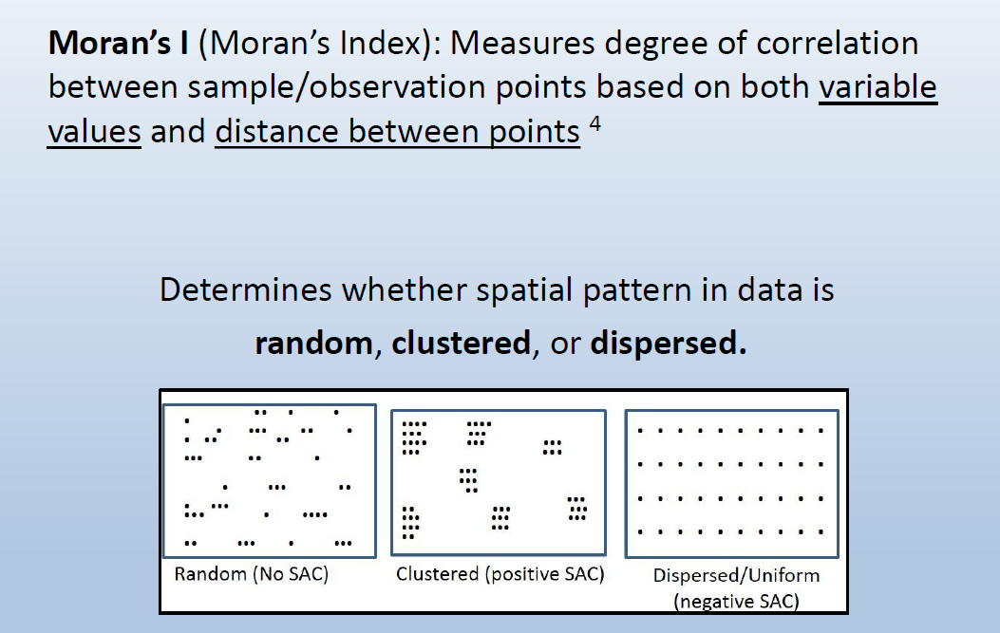 Moran’s I (Moran’s Index): Measures degree of correlation
between sample/observation points based on both variable
values and distance between points 4
Determines whether spatial pattern in data is
random, clustered, or dispersed.
Random (No SAC)
Clustered (positive SAC)
Dispersed/Uniform
(negative SAC)